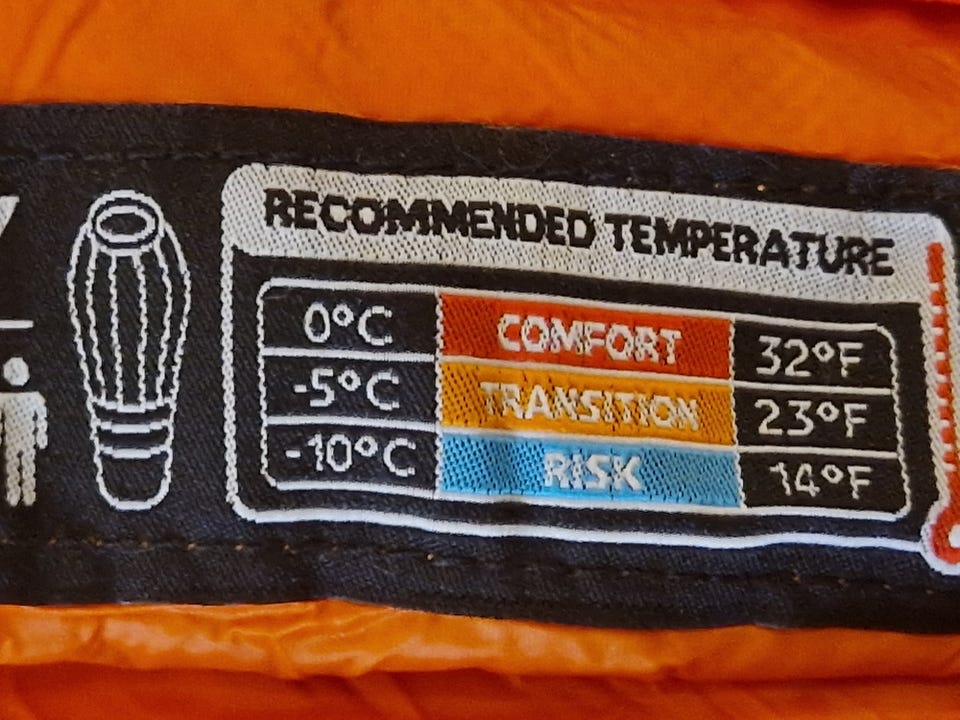 RECOMMENDED TEMPERATURE
0°C COMFORT 32°F
-5°C TRANSITION 23°F
-10°C RISK 14°F